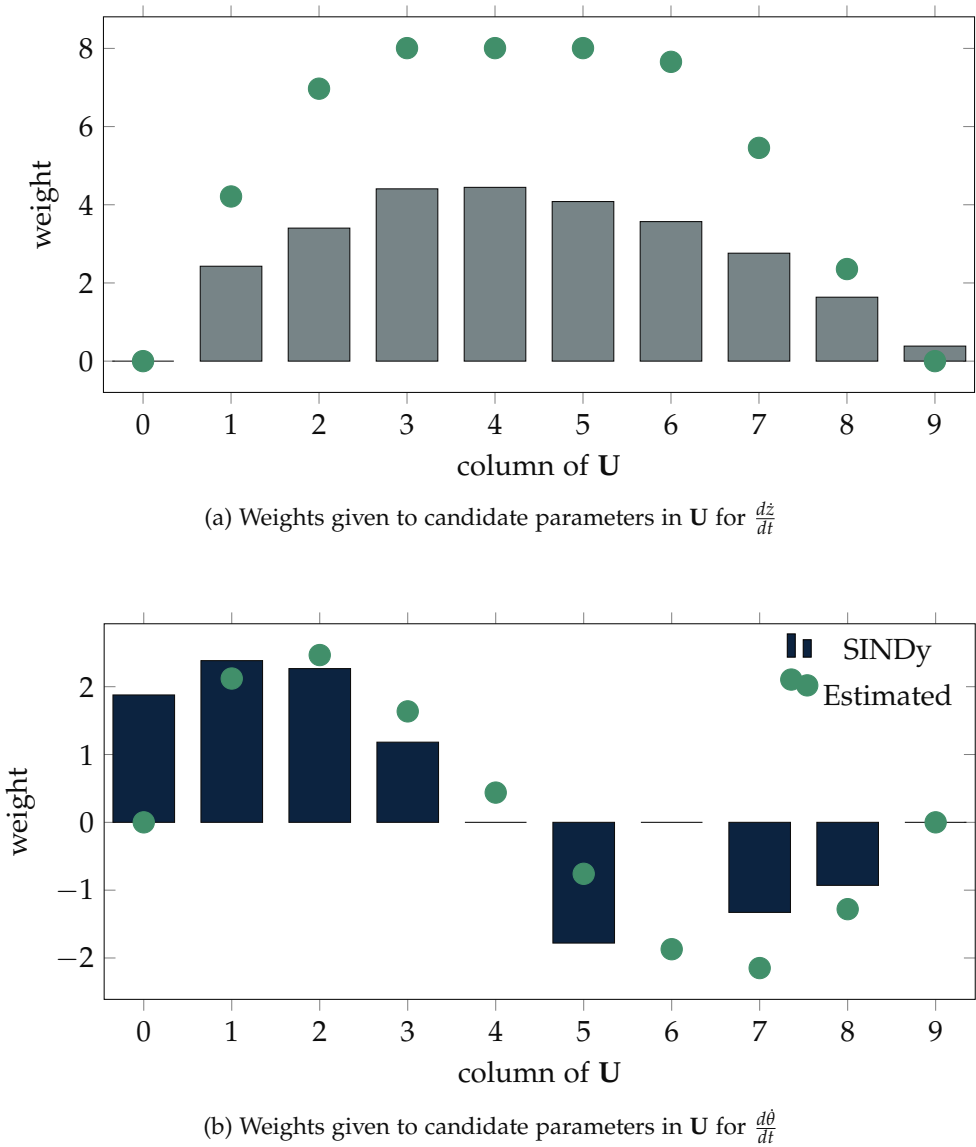 8
6
4
2
0
weight
0 1 2 3 4 5 6 7 8 9
column of U
(a) Weights given to candidate parameters in U for dż/dt
SINDy
Estimated
2
1
0
−1
−2
weight
0 1 2 3 4 5 6 7 8 9
column of U
(b) Weights given to candidate parameters in U for dθ̇/dt